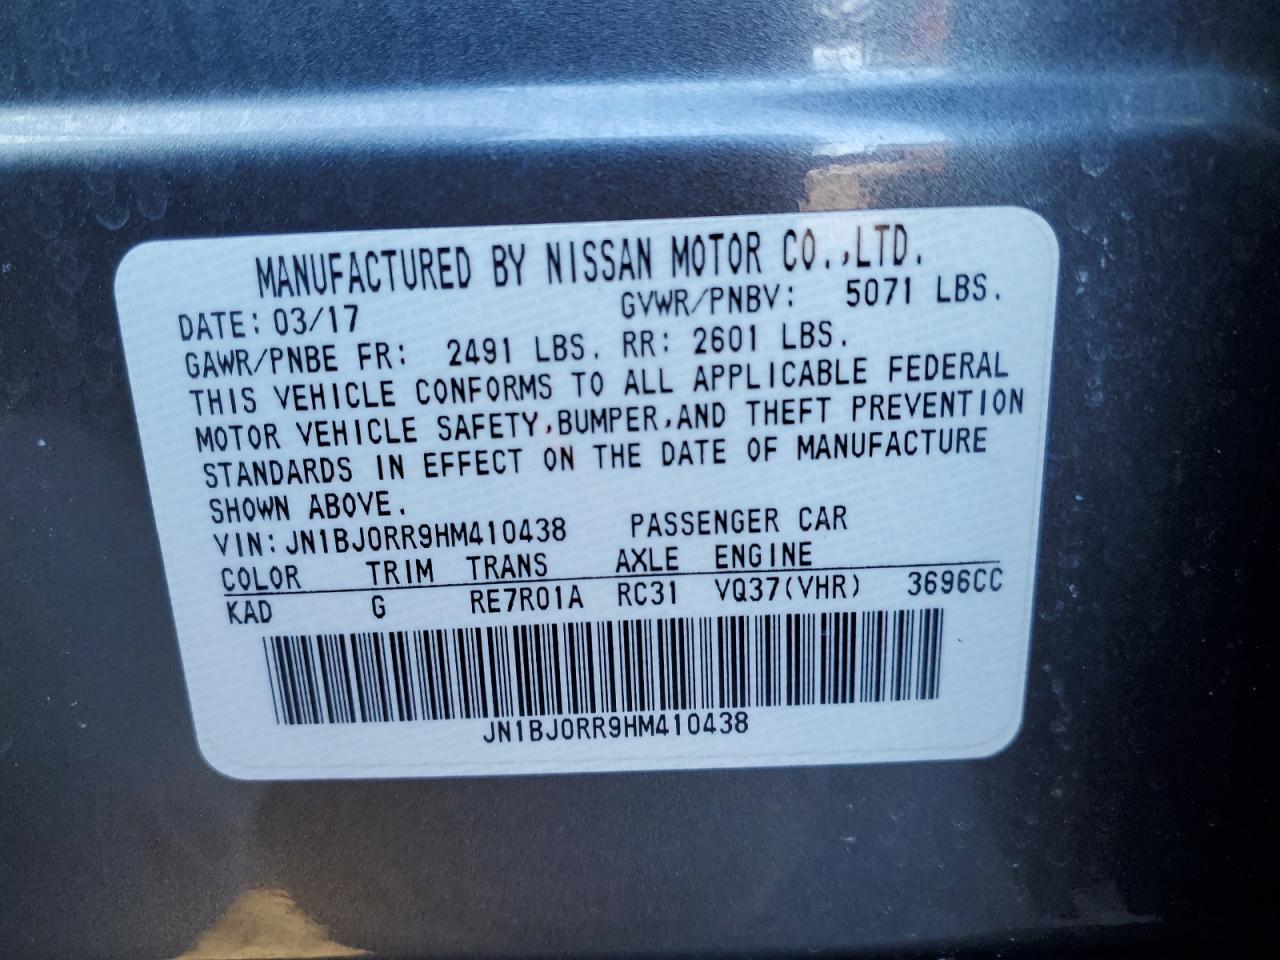 MANUFACTURED BY NISSAN MOTOR CO.,LTD.
DATE: 03/17 GVWR/PNBV: 5071 LBS.
GAWR/PNBE FR: 2491 LBS. RR: 2601 LBS.
THIS VEHICLE CONFORMS TO ALL APPLICABLE FEDERAL
MOTOR VEHICLE SAFETY,BUMPER,AND THEFT PREVENTION
STANDARDS IN EFFECT ON THE DATE OF MANUFACTURE
SHOWN ABOVE.
VIN: JN1BJ0RR9HM410438 PASSENGER CAR
COLOR TRIM TRANS AXLE ENGINE
KAD G RE7R01A RC31 VQ37(VHR) 3696CC
JN1BJ0RR9HM410438